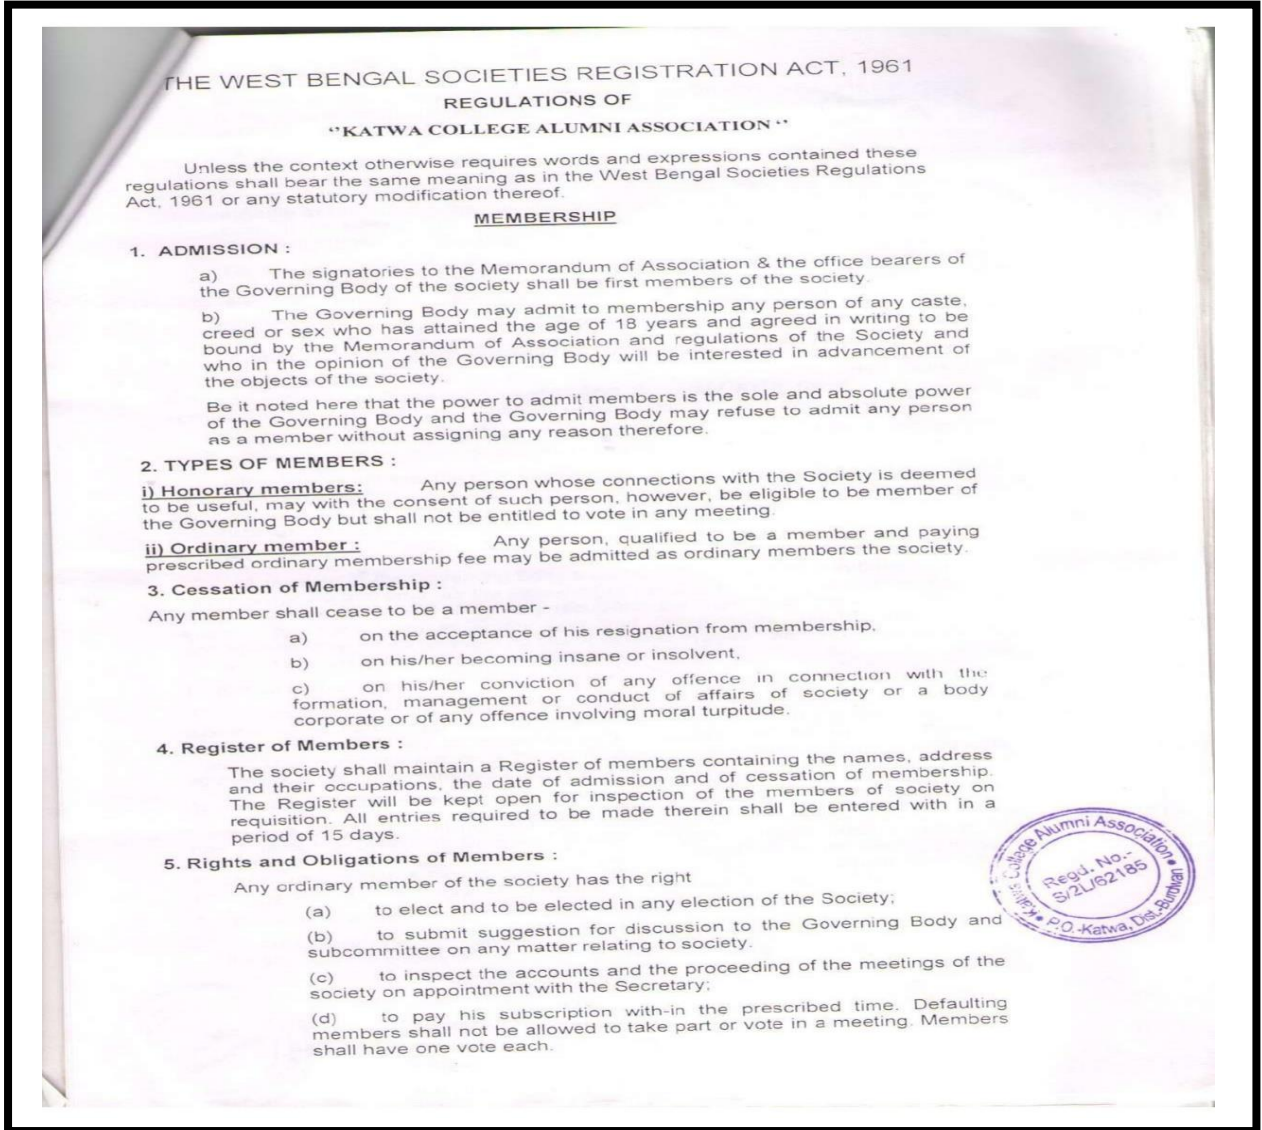 THE WEST BENGAL SOCIETIES REGISTRATION ACT, 1961
REGULATIONS OF
“KATWA COLLEGE ALUMNI ASSOCIATION “
Unless the context otherwise requires words and expressions contained these
regulations shall bear the same meaning as in the West Bengal Societies Regulations
Act, 1961 or any statutory modification thereof.
MEMBERSHIP
1. ADMISSION :
a) The signatories to the Memorandum of Association & the office bearers of
the Governing Body of the society shall be first members of the society.
b) The Governing Body may admit to membership any person of any caste,
creed or sex who has attained the age of 18 years and agreed in writing to be
bound by the Memorandum of Association and regulations of the Society and
who in the opinion of the Governing Body will be interested in advancement of
the objects of the society.
Be it noted here that the power to admit members is the sole and absolute power
of the Governing Body and the Governing Body may refuse to admit any person
as a member without assigning any reason therefore.
2. TYPES OF MEMBERS :
i) Honorary members: Any person whose connections with the Society is deemed
to be useful, may with the consent of such person, however, be eligible to be member of
the Governing Body but shall not be entitled to vote in any meeting.
ii) Ordinary member : Any person, qualified to be a member and paying
prescribed ordinary membership fee may be admitted as ordinary members the society.
3. Cessation of Membership :
Any member shall cease to be a member -
a) on the acceptance of his resignation from membership,
b) on his/her becoming insane or insolvent,
c) on his/her conviction of any offence in connection with the
formation, management or conduct of affairs of society or a body
corporate or of any offence involving moral turpitude.
4. Register of Members :
The society shall maintain a Register of members containing the names, address
and their occupations, the date of admission and of cessation of membership.
The Register will be kept open for inspection of the members of society on
requisition. All entries required to be made therein shall be entered with in a
period of 15 days.
5. Rights and Obligations of Members :
Any ordinary member of the society has the right
(a) to elect and to be elected in any election of the Society;
(b) to submit suggestion for discussion to the Governing Body and
subcommittee on any matter relating to society.
(c) to inspect the accounts and the proceeding of the meetings of the
society on appointment with the Secretary;
(d) to pay his subscription with-in the prescribed time. Defaulting
members shall not be allowed to take part or vote in a meeting. Members
shall have one vote each.
Katwa College Alumni Association
Regd. No.-
S/2L/62185
P.O.-Katwa, Dist.-Burdwan